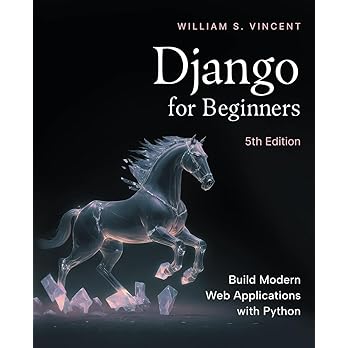 WILLIAM S. VINCENT
Django
for Beginners
5th Edition
Build Modern
Web Applications
with Python